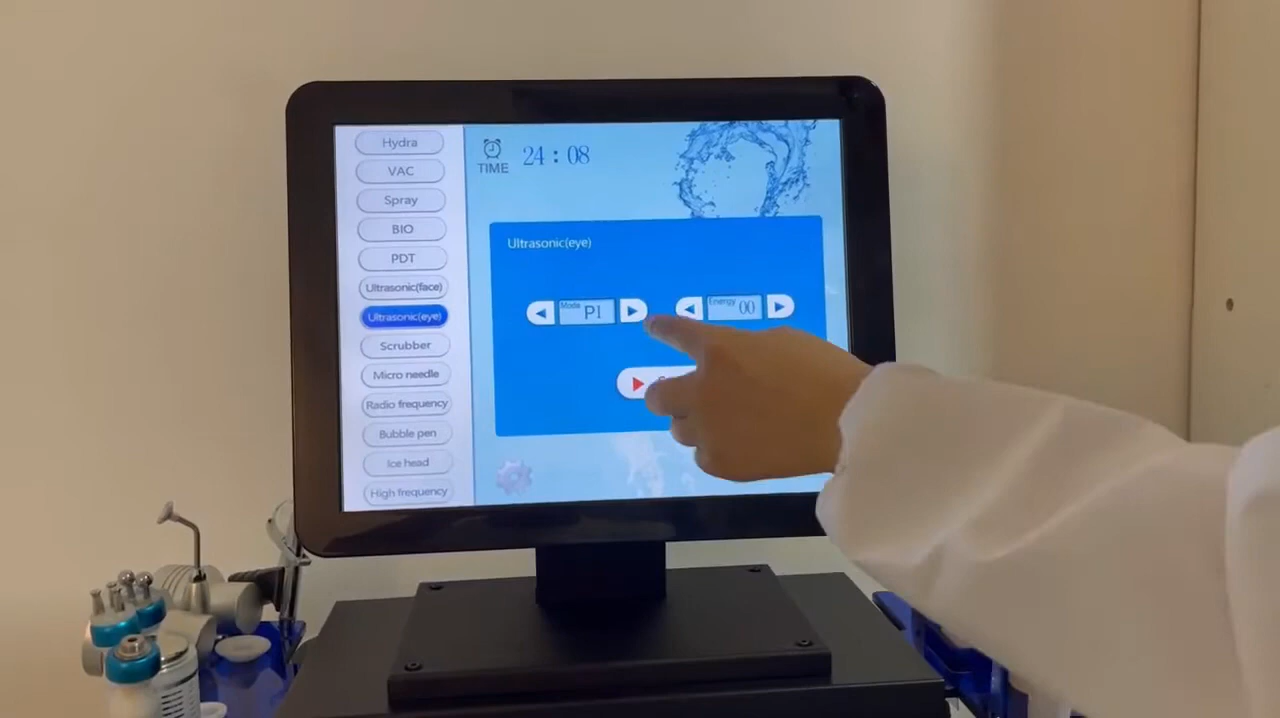 Hydra
VAC
Spray
BIO
PDT
Ultrasonic(face)
Ultrasonic(eye)
Scrubber
Micro needle
Radio frequency
Bubble pen
Ice head
High frequency
TIME 24 : 08
Ultrasonic(eye)
Mode P1 Energy 00